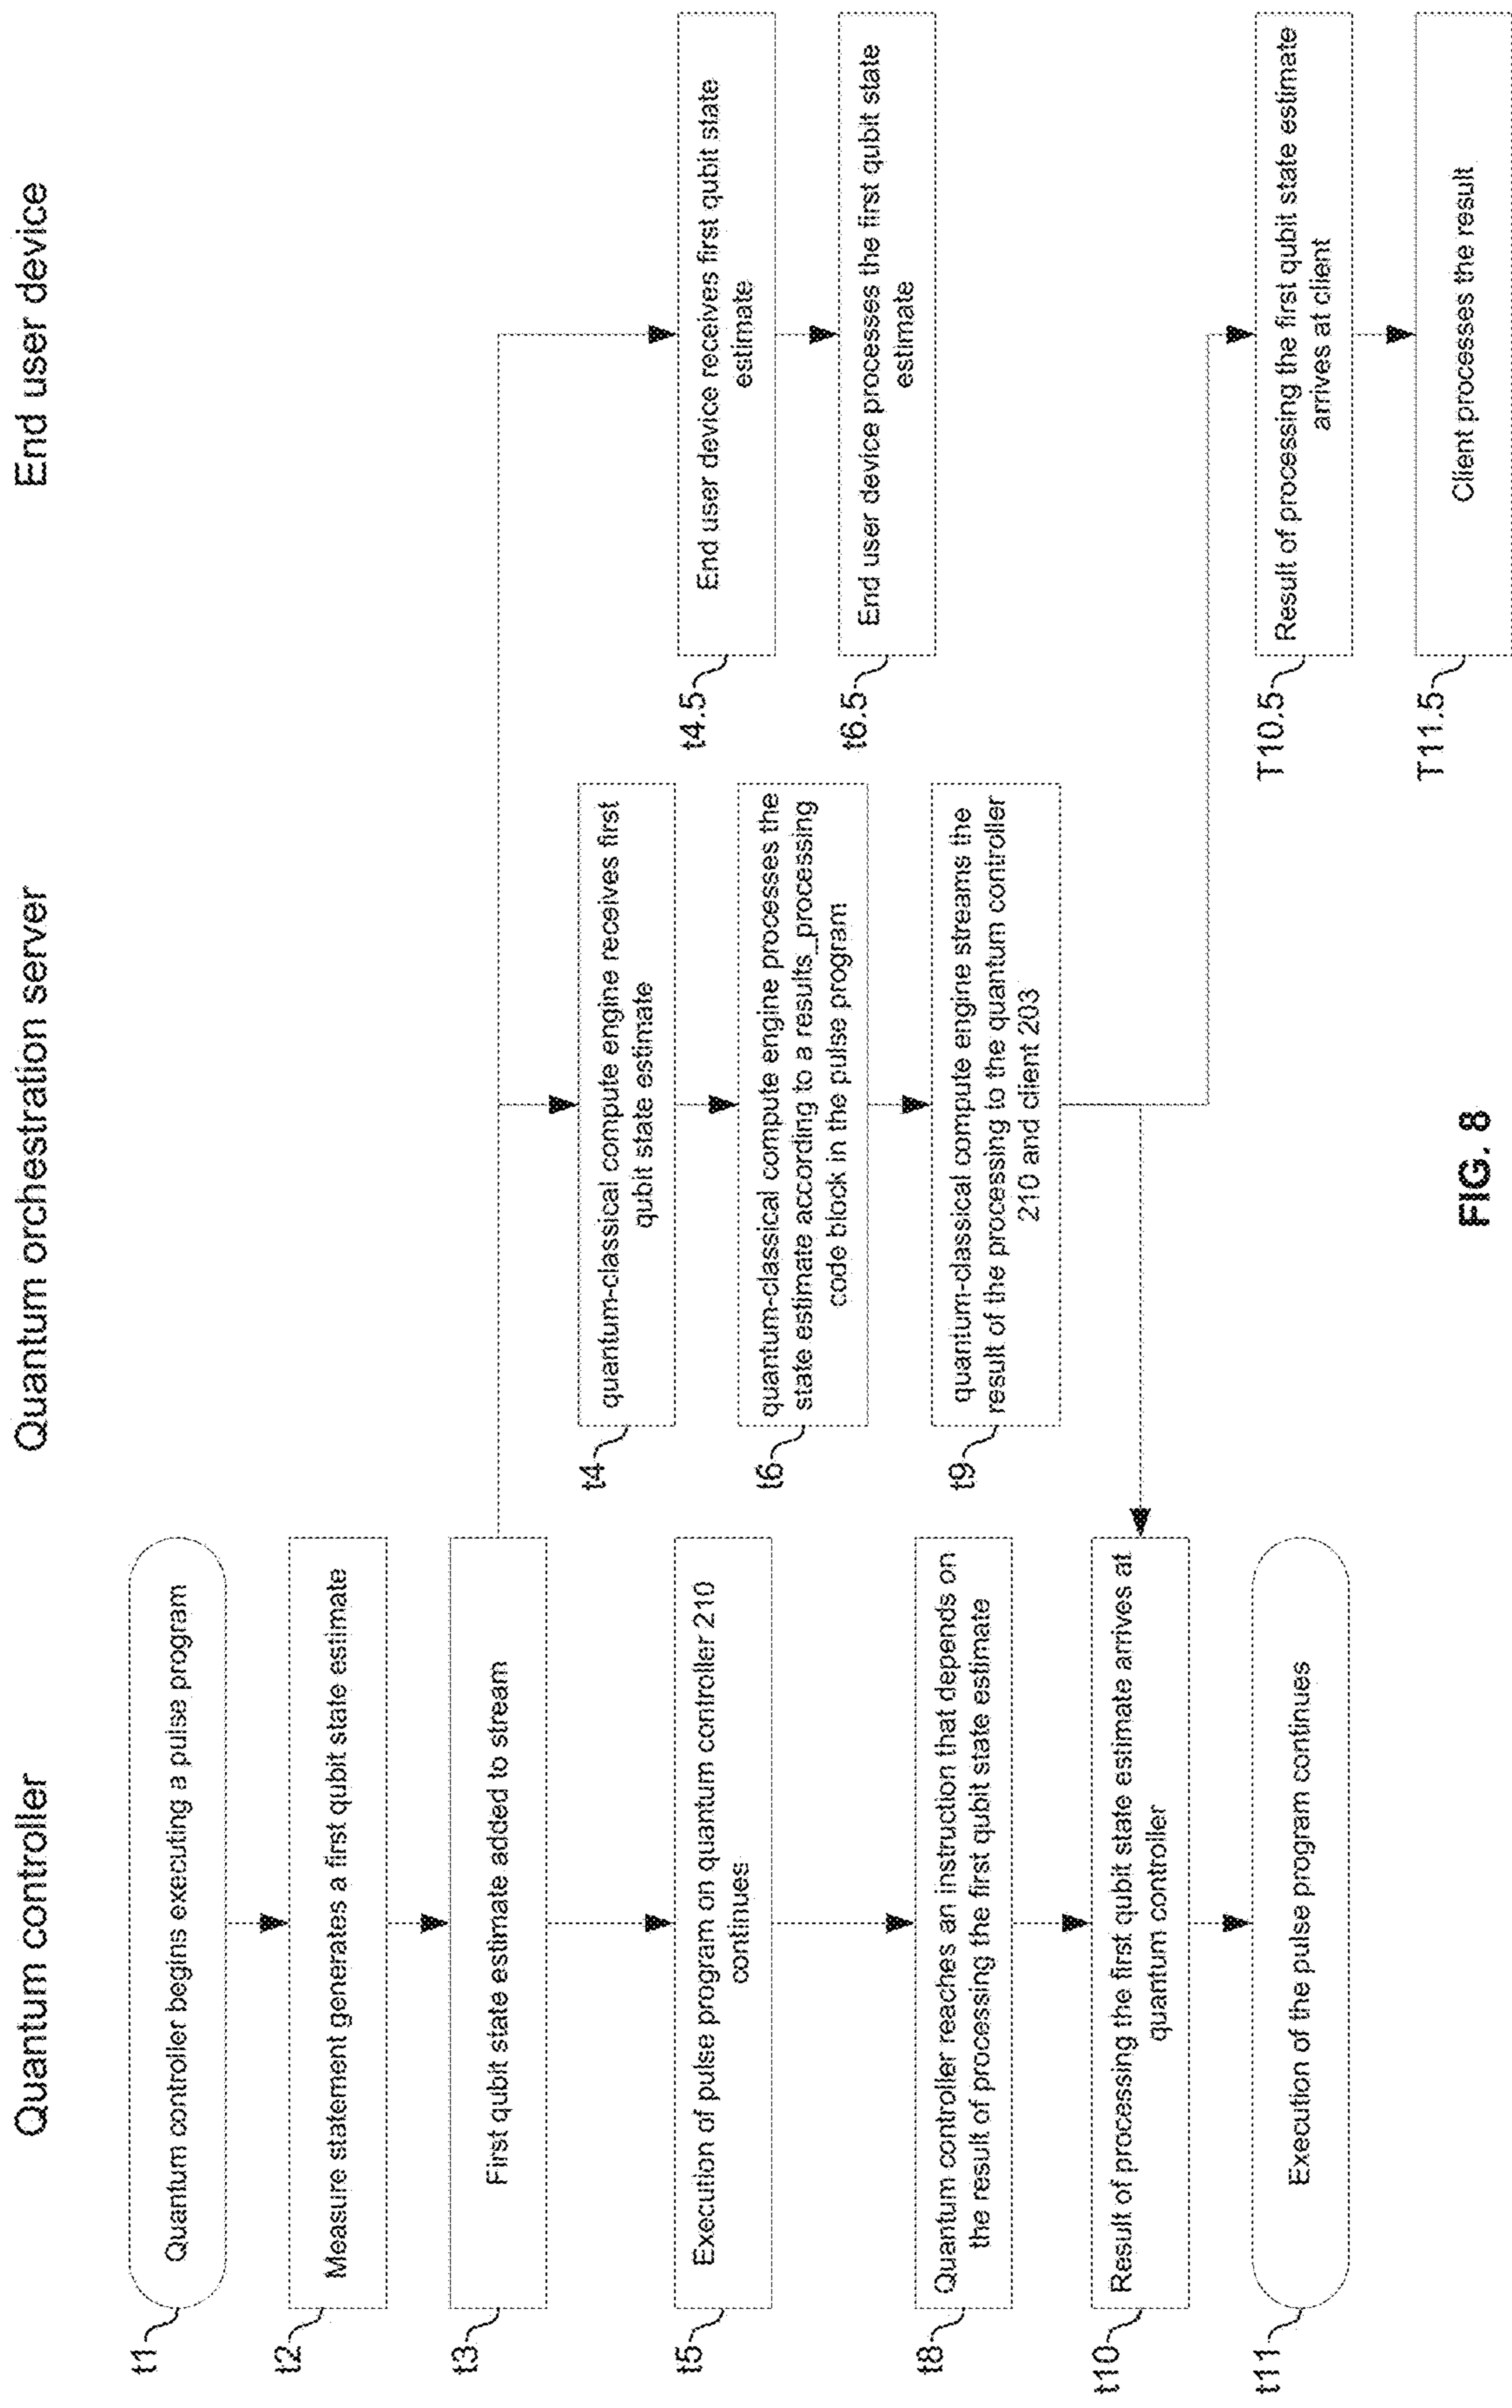 Quantum controller
Quantum orchestration server
End user device
t1
Quantum controller begins executing a pulse program
t2
Measure statement generates a first qubit state estimate
t3
First qubit state estimate added to stream
t4
quantum-classical compute engine receives first
qubit state estimate
t4.5
End user device receives first qubit state
estimate
t5
Execution of pulse program on quantum controller 210
continues
t6
quantum-classical compute engine processes the
state estimate according to a results_processing
code block in the pulse program
t6.5
End user device processes the first qubit state
estimate
t8
Quantum controller reaches an instruction that depends on
the result of processing the first qubit state estimate
t9
quantum-classical compute engine streams the
result of the processing to the quantum controller
210 and client 203
t10
Result of processing the first qubit state estimate arrives at
quantum controller
T10.5
Result of processing the first qubit state estimate
arrives at client
t11
Execution of the pulse program continues
T11.5
Client processes the result
FIG. 8